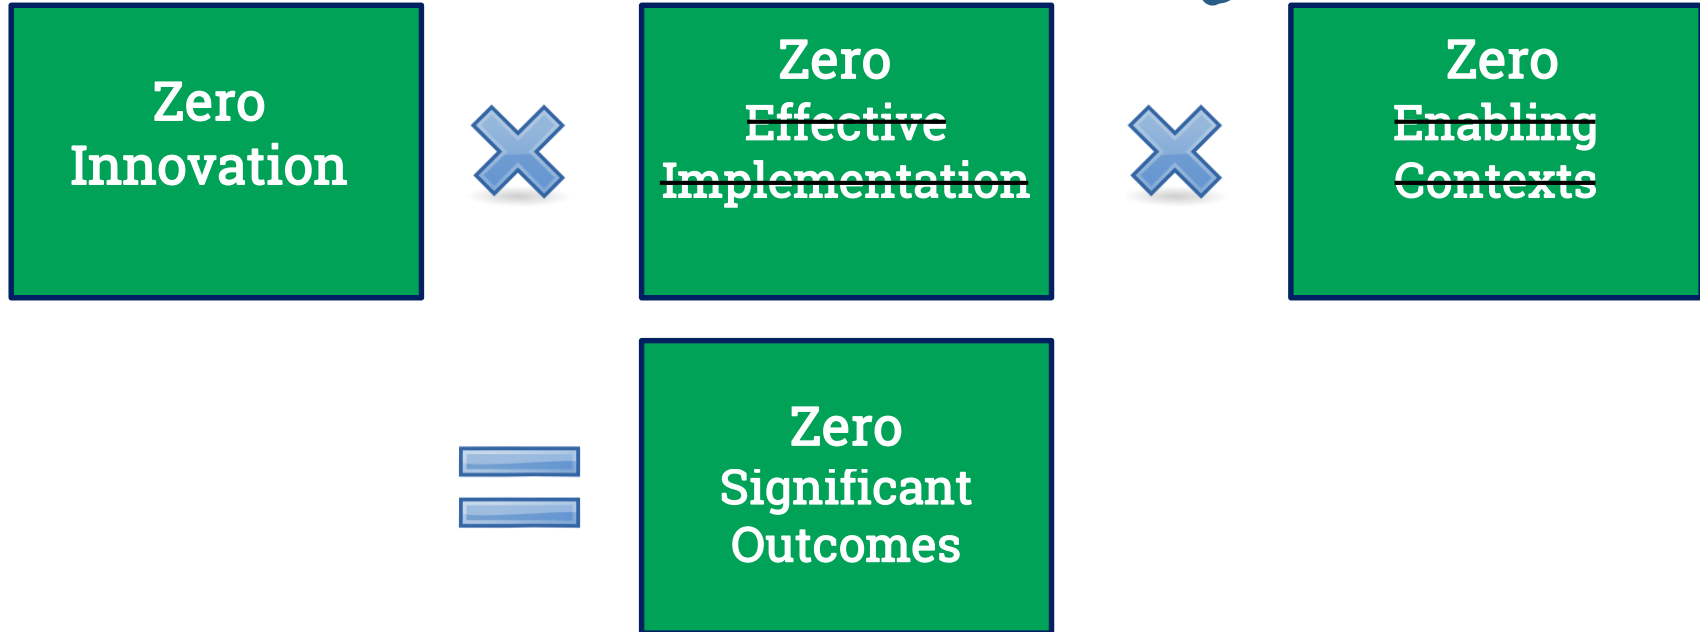 Zero
Innovation
Zero
Effective
Implementation
Zero
Enabling
Contexts
Zero
Significant
Outcomes